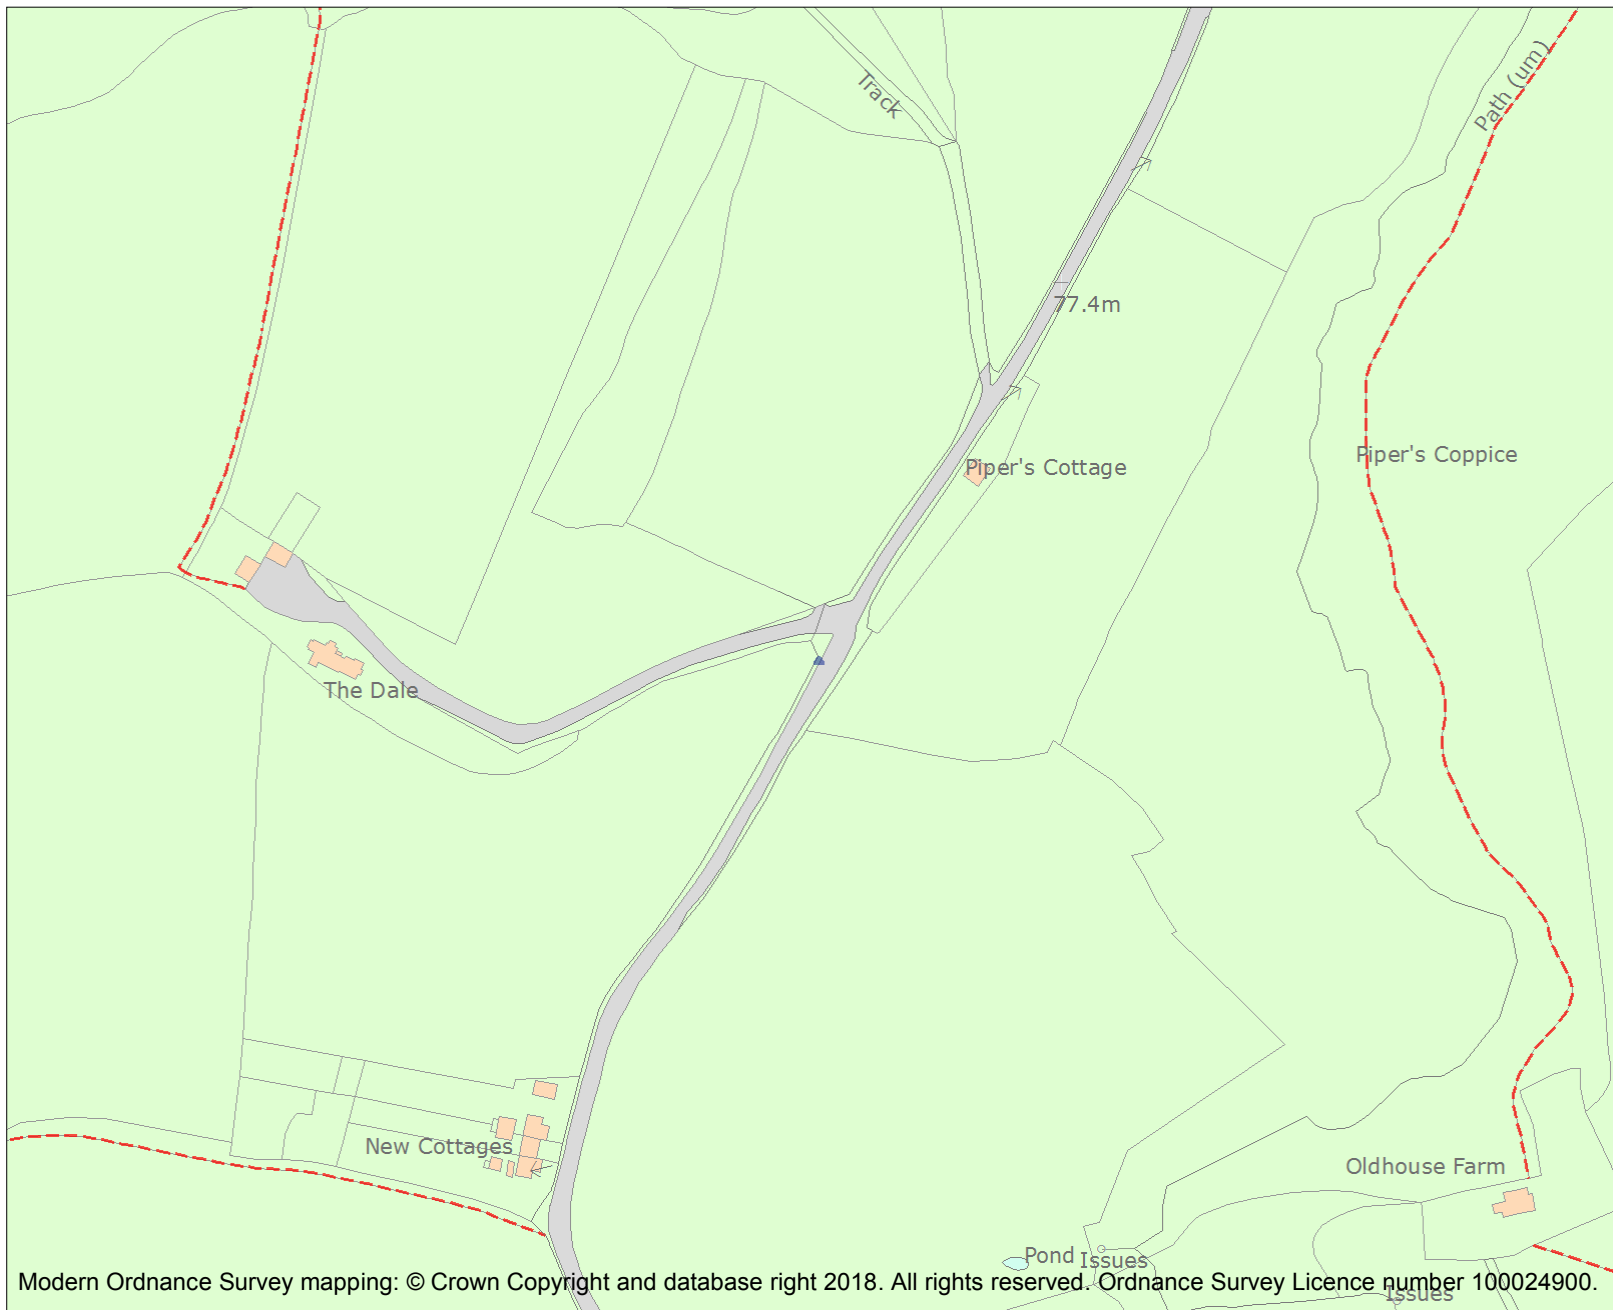 Track
Path (um)
77.4m
Piper's Coppice
Piper's Cottage
The Dale
New Cottages
Oldhouse Farm
Pond
Issues
Modern Ordnance Survey mapping: © Crown Copyright and database right 2018. All rights reserved. Ordnance Survey Licence number 100024900.
Issues